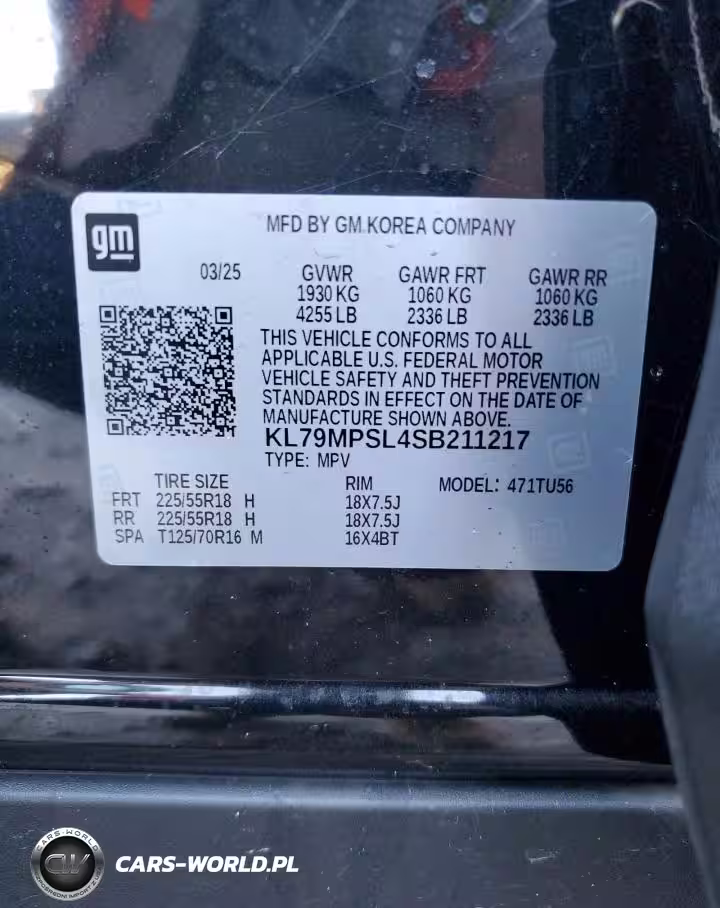 gm
MFD BY GM KOREA COMPANY
03/25 GVWR GAWR FRT GAWR RR
1930 KG 1060 KG 1060 KG
4255 LB 2336 LB 2336 LB
THIS VEHICLE CONFORMS TO ALL
APPLICABLE U.S. FEDERAL MOTOR
VEHICLE SAFETY AND THEFT PREVENTION
STANDARDS IN EFFECT ON THE DATE OF
MANUFACTURE SHOWN ABOVE.
KL79MPSL4SB211217
TYPE: MPV
TIRE SIZE RIM MODEL: 471TU56
FRT 225/55R18 H 18X7.5J
RR 225/55R18 H 18X7.5J
SPA T125/70R16 M 16X4BT
CARS-WORLD
CW
CARS-WORLD.PL